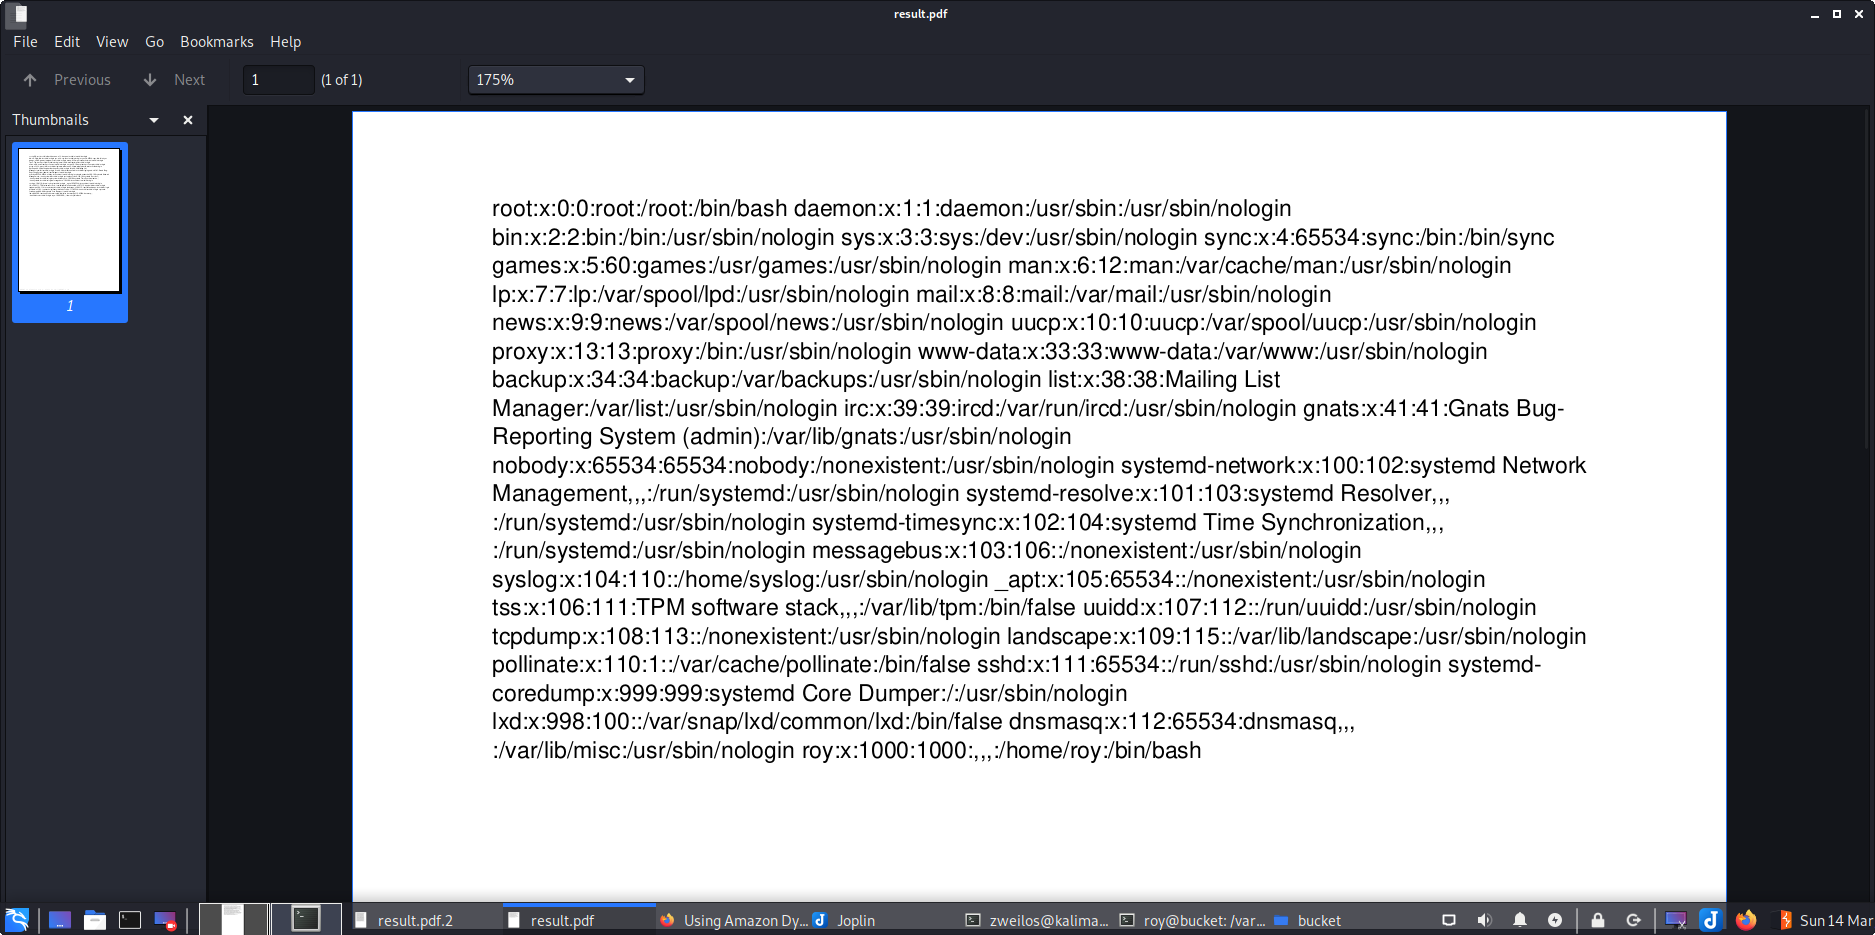 result.pdf
File Edit View Go Bookmarks Help
Previous Next 1 (1 of 1) 175%
Thumbnails
1
root:x:0:0:root:/root:/bin/bash daemon:x:1:1:daemon:/usr/sbin:/usr/sbin/nologin
bin:x:2:2:bin:/bin:/usr/sbin/nologin sys:x:3:3:sys:/dev:/usr/sbin/nologin sync:x:4:65534:sync:/bin:/bin/sync
games:x:5:60:games:/usr/games:/usr/sbin/nologin man:x:6:12:man:/var/cache/man:/usr/sbin/nologin
lp:x:7:7:lp:/var/spool/lpd:/usr/sbin/nologin mail:x:8:8:mail:/var/mail:/usr/sbin/nologin
news:x:9:9:news:/var/spool/news:/usr/sbin/nologin uucp:x:10:10:uucp:/var/spool/uucp:/usr/sbin/nologin
proxy:x:13:13:proxy:/bin:/usr/sbin/nologin www-data:x:33:33:www-data:/var/www:/usr/sbin/nologin
backup:x:34:34:backup:/var/backups:/usr/sbin/nologin list:x:38:38:Mailing List
Manager:/var/list:/usr/sbin/nologin irc:x:39:39:ircd:/var/run/ircd:/usr/sbin/nologin gnats:x:41:41:Gnats Bug-
Reporting System (admin):/var/lib/gnats:/usr/sbin/nologin
nobody:x:65534:65534:nobody:/nonexistent:/usr/sbin/nologin systemd-network:x:100:102:systemd Network
Management,,,:/run/systemd:/usr/sbin/nologin systemd-resolve:x:101:103:systemd Resolver,,,
:/run/systemd:/usr/sbin/nologin systemd-timesync:x:102:104:systemd Time Synchronization,,,
:/run/systemd:/usr/sbin/nologin messagebus:x:103:106::/nonexistent:/usr/sbin/nologin
syslog:x:104:110::/home/syslog:/usr/sbin/nologin _apt:x:105:65534::/nonexistent:/usr/sbin/nologin
tss:x:106:111:TPM software stack,,,:/var/lib/tpm:/bin/false uuidd:x:107:112::/run/uuidd:/usr/sbin/nologin
tcpdump:x:108:113::/nonexistent:/usr/sbin/nologin landscape:x:109:115::/var/lib/landscape:/usr/sbin/nologin
pollinate:x:110:1::/var/cache/pollinate:/bin/false sshd:x:111:65534::/run/sshd:/usr/sbin/nologin systemd-
coredump:x:999:999:systemd Core Dumper:/:/usr/sbin/nologin
lxd:x:998:100::/var/snap/lxd/common/lxd:/bin/false dnsmasq:x:112:65534:dnsmasq,,,
:/var/lib/misc:/usr/sbin/nologin roy:x:1000:1000:,,,:/home/roy:/bin/bash
result.pdf.2 result.pdf Using Amazon Dy... Joplin zweilos@kalima... roy@bucket: /var... bucket Sun 14 Mar